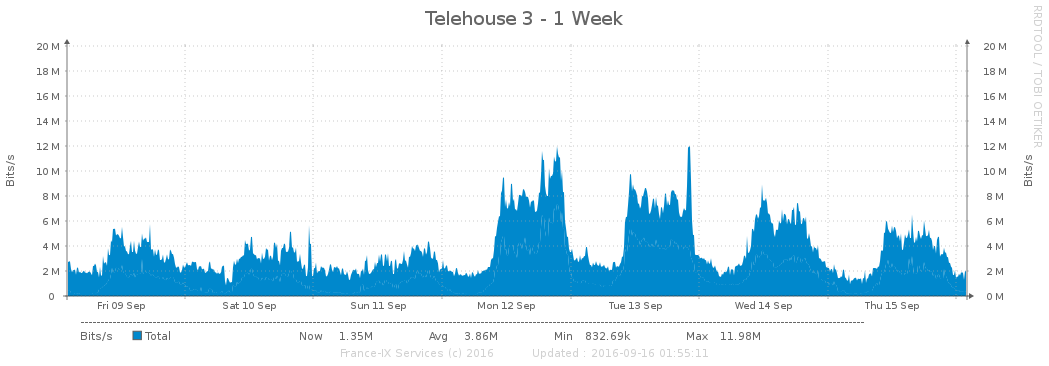 Telehouse 3 - 1 Week
RRDTOOL / TOBI OETIKER
Bits/s
20 M
18 M
16 M
14 M
12 M
10 M
8 M
6 M
4 M
2 M
0
20 M
18 M
16 M
14 M
12 M
10 M
8 M
6 M
4 M
2 M
0 M
Bits/s
Fri 09 Sep Sat 10 Sep Sun 11 Sep Mon 12 Sep Tue 13 Sep Wed 14 Sep Thu 15 Sep
Bits/s Total Now 1.35M Avg 3.86M Min 832.69k Max 11.98M
France-IX Services (c) 2016 Updated : 2016-09-16 01:55:11